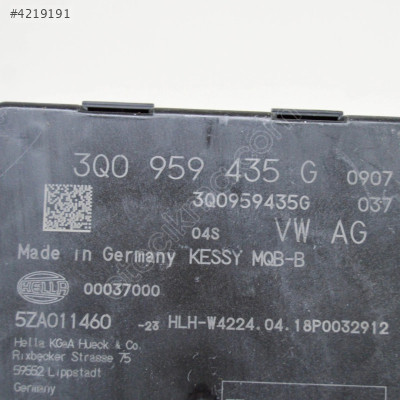 #4219191
3Q0 959 435 G 0907
3Q0959435G 037
04S VW AG
Made in Germany KESSY MQB-B
HELLA 00037000
5ZA011460 -23 HLH-W4224.04.18P0032912
Hella KGaA Hueck & Co.
Rixbecker Strasse 75
59552 Lippstadt
Germany